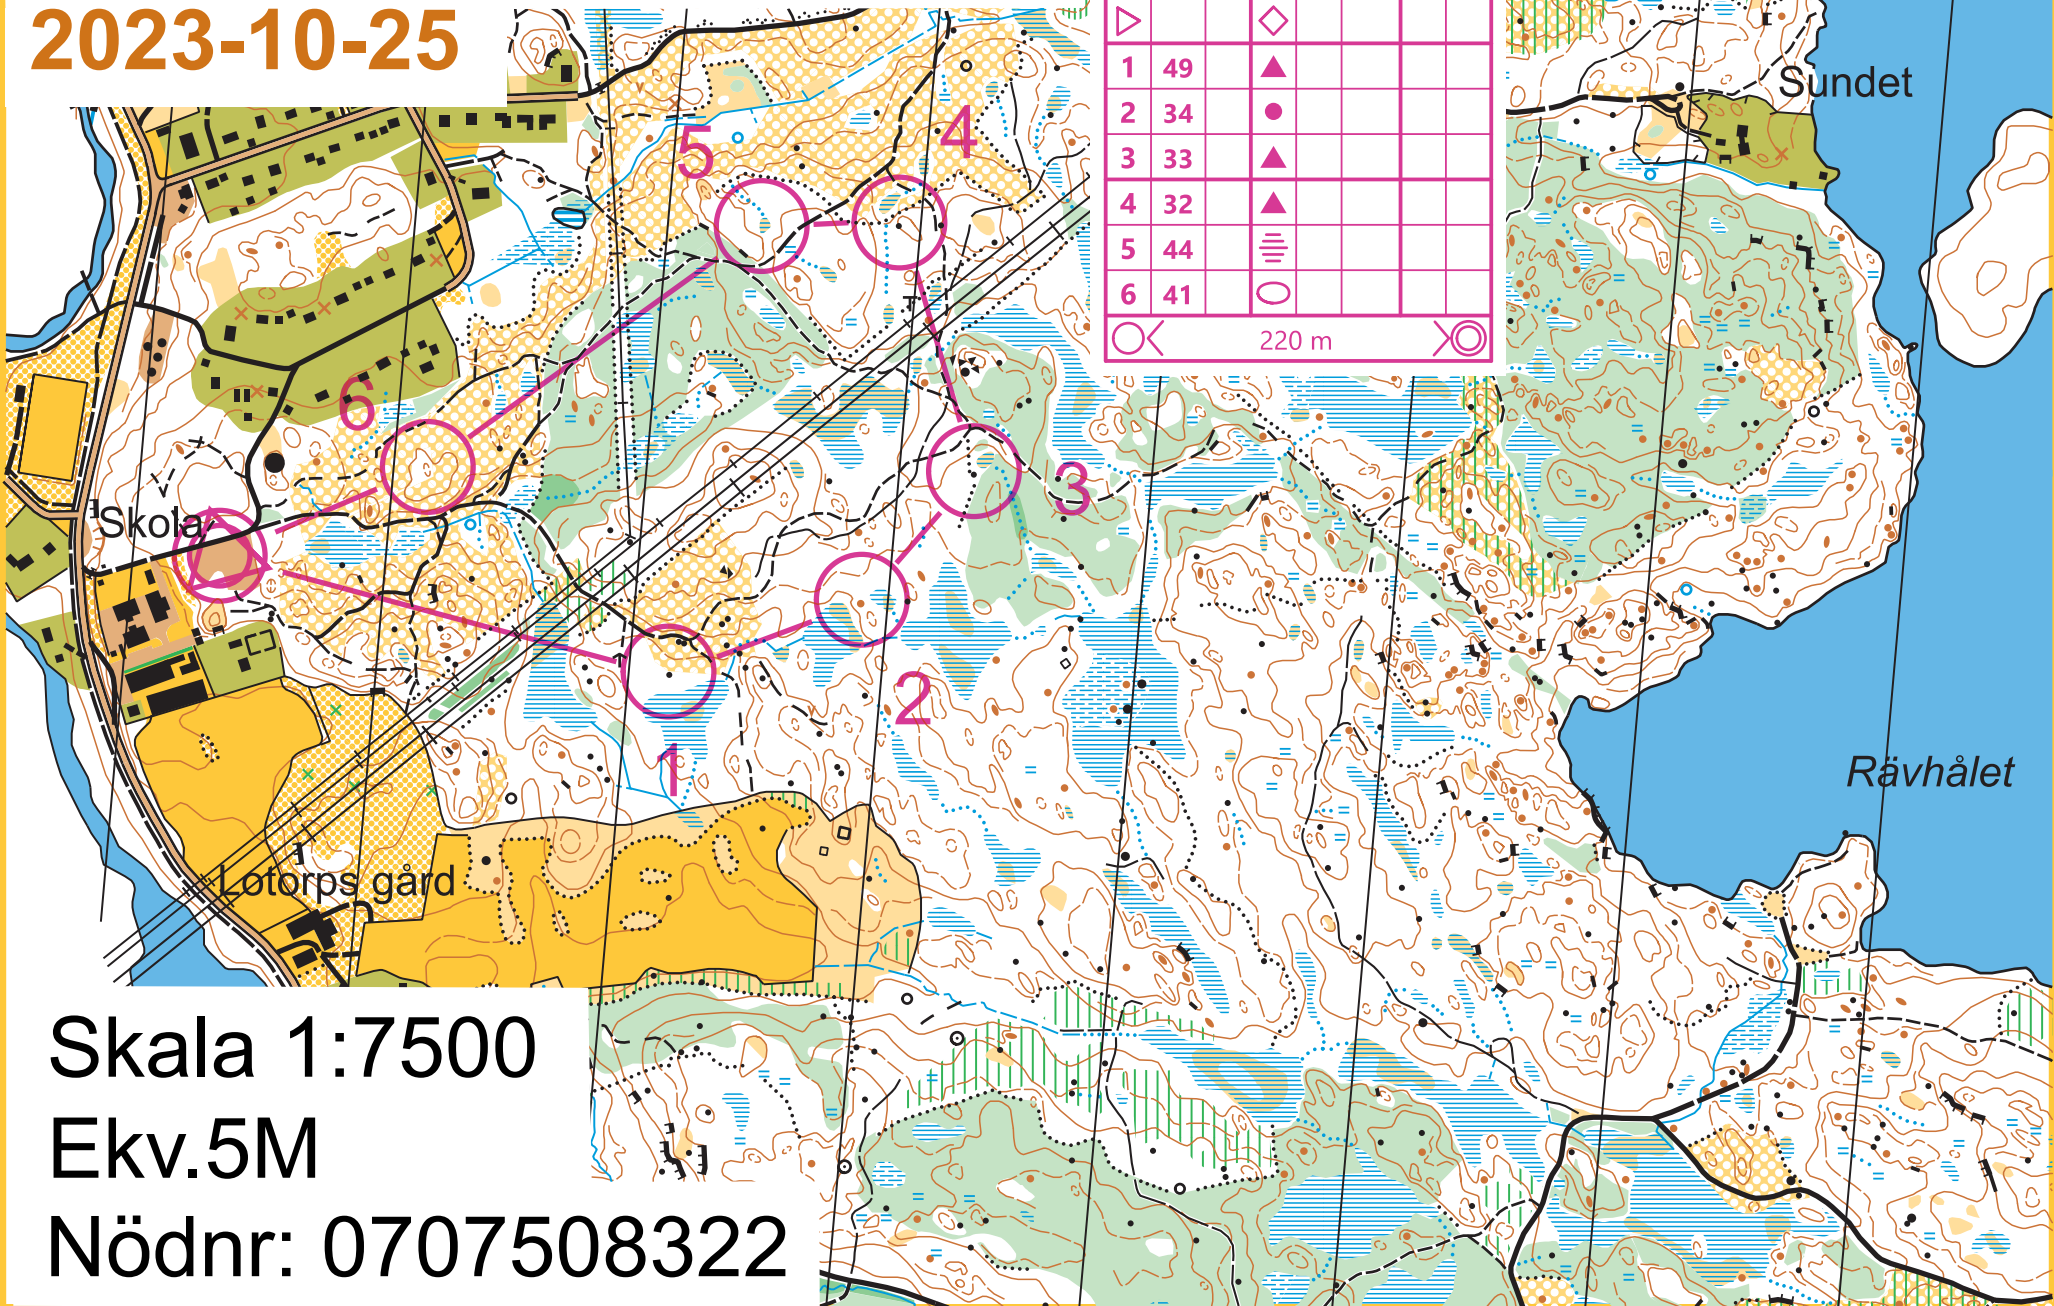 2023-10-25
1 49
2 34
3 33
4 32
5 44
6 41
220 m
Sundet
5
4
6
3
Skola
2
1
Rävhålet
Lotorps gård
Skala 1:7500
Ekv.5M
Nödnr: 0707508322